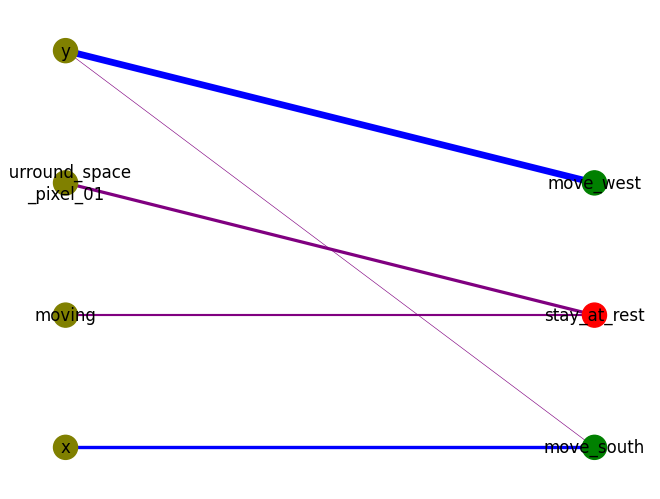 y
urround_space
_pixel_01
move_west
moving
stay_at_rest
x
move_south